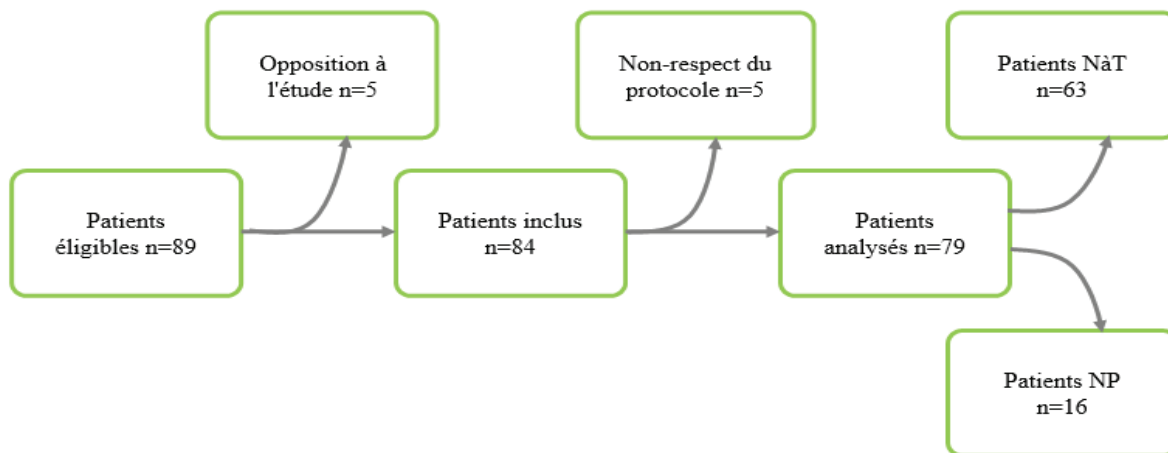 Opposition à
l'étude n=5
Non-respect du
protocole n=5
Patients NàT
n=63
Patients
éligibles n=89
Patients inclus
n=84
Patients
analysés n=79
Patients NP
n=16